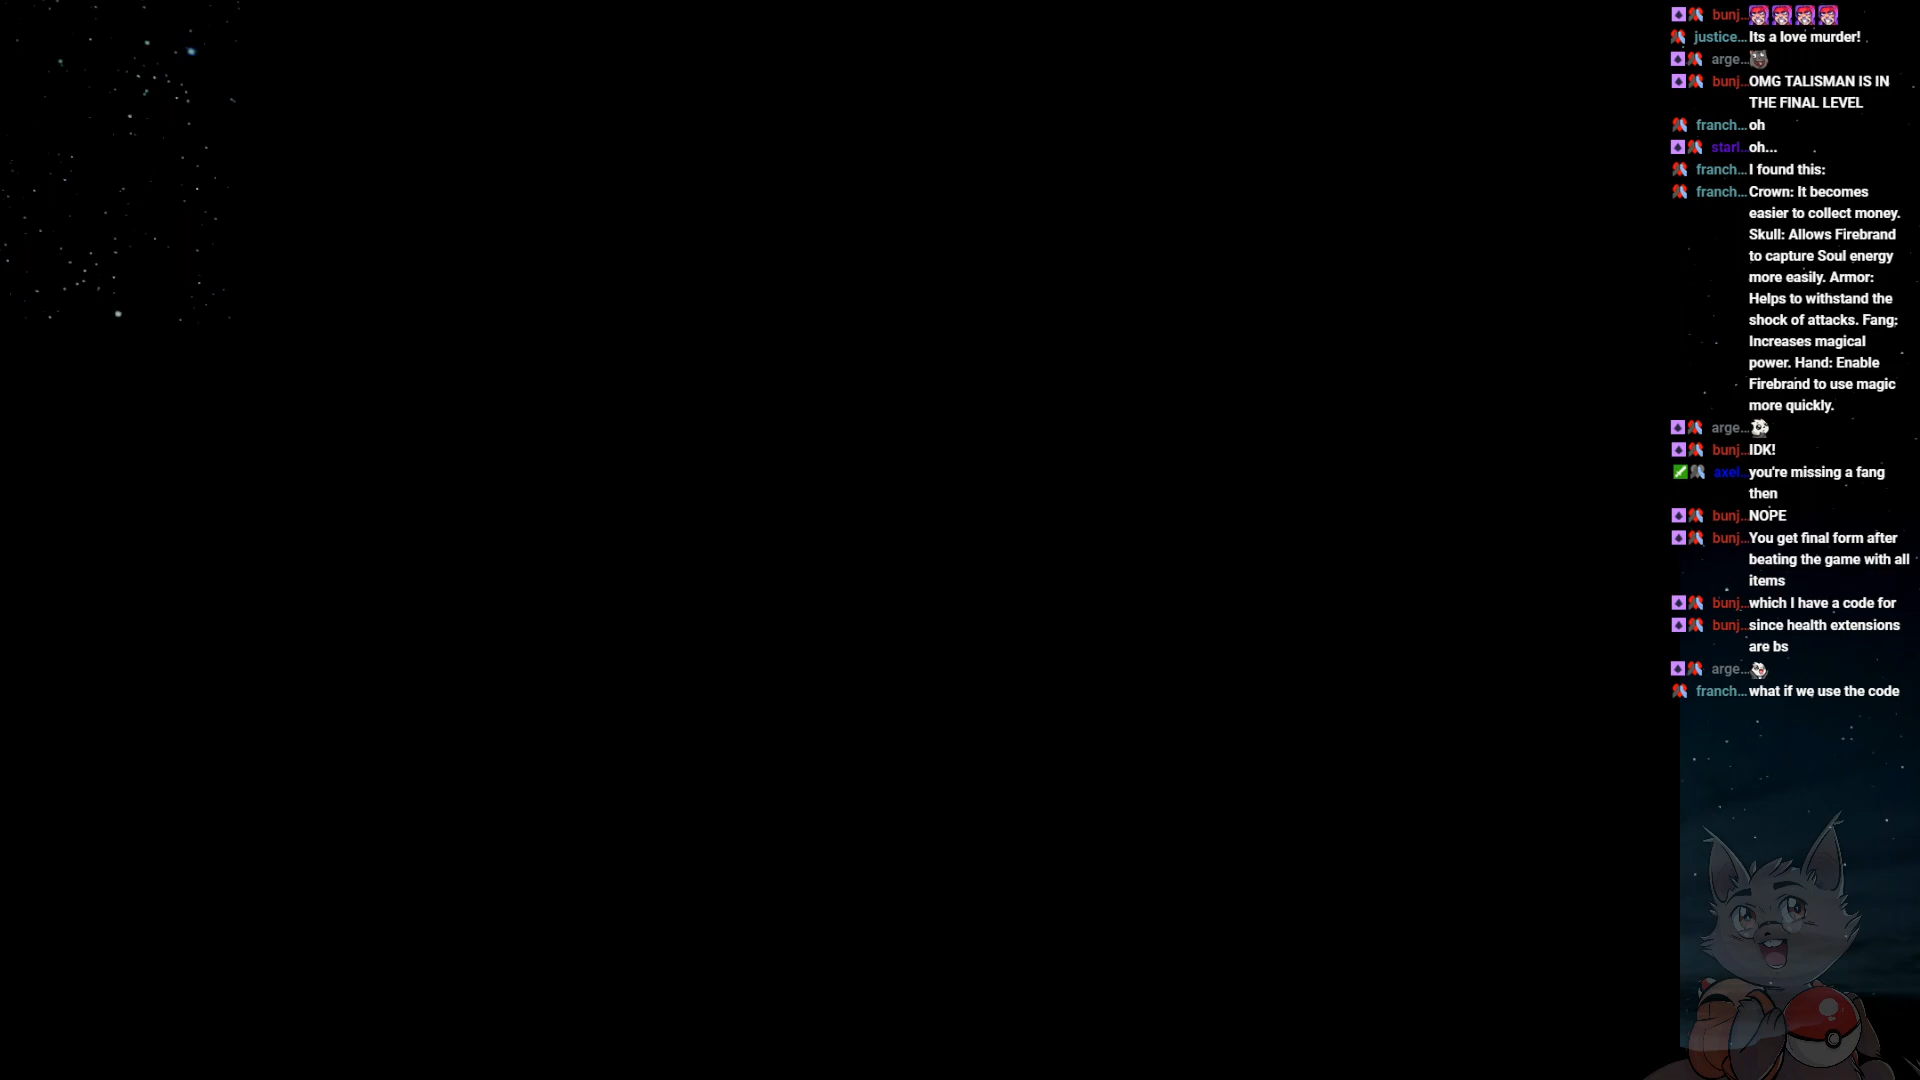 bunj...
justice... Its a love murder!
arge...
bunj... OMG TALISMAN IS IN
THE FINAL LEVEL
franch... oh
starl... oh...
franch... I found this:
franch... Crown: It becomes
easier to collect money.
Skull: Allows Firebrand
to capture Soul energy
more easily. Armor:
Helps to withstand the
shock of attacks. Fang:
Increases magical
power. Hand: Enable
Firebrand to use magic
more quickly.
arge...
bunj... IDK!
axel... you're missing a fang
then
bunj... NOPE
bunj... You get final form after
beating the game with all
items
bunj... which I have a code for
bunj... since health extensions
are bs
arge...
franch... what if we use the code